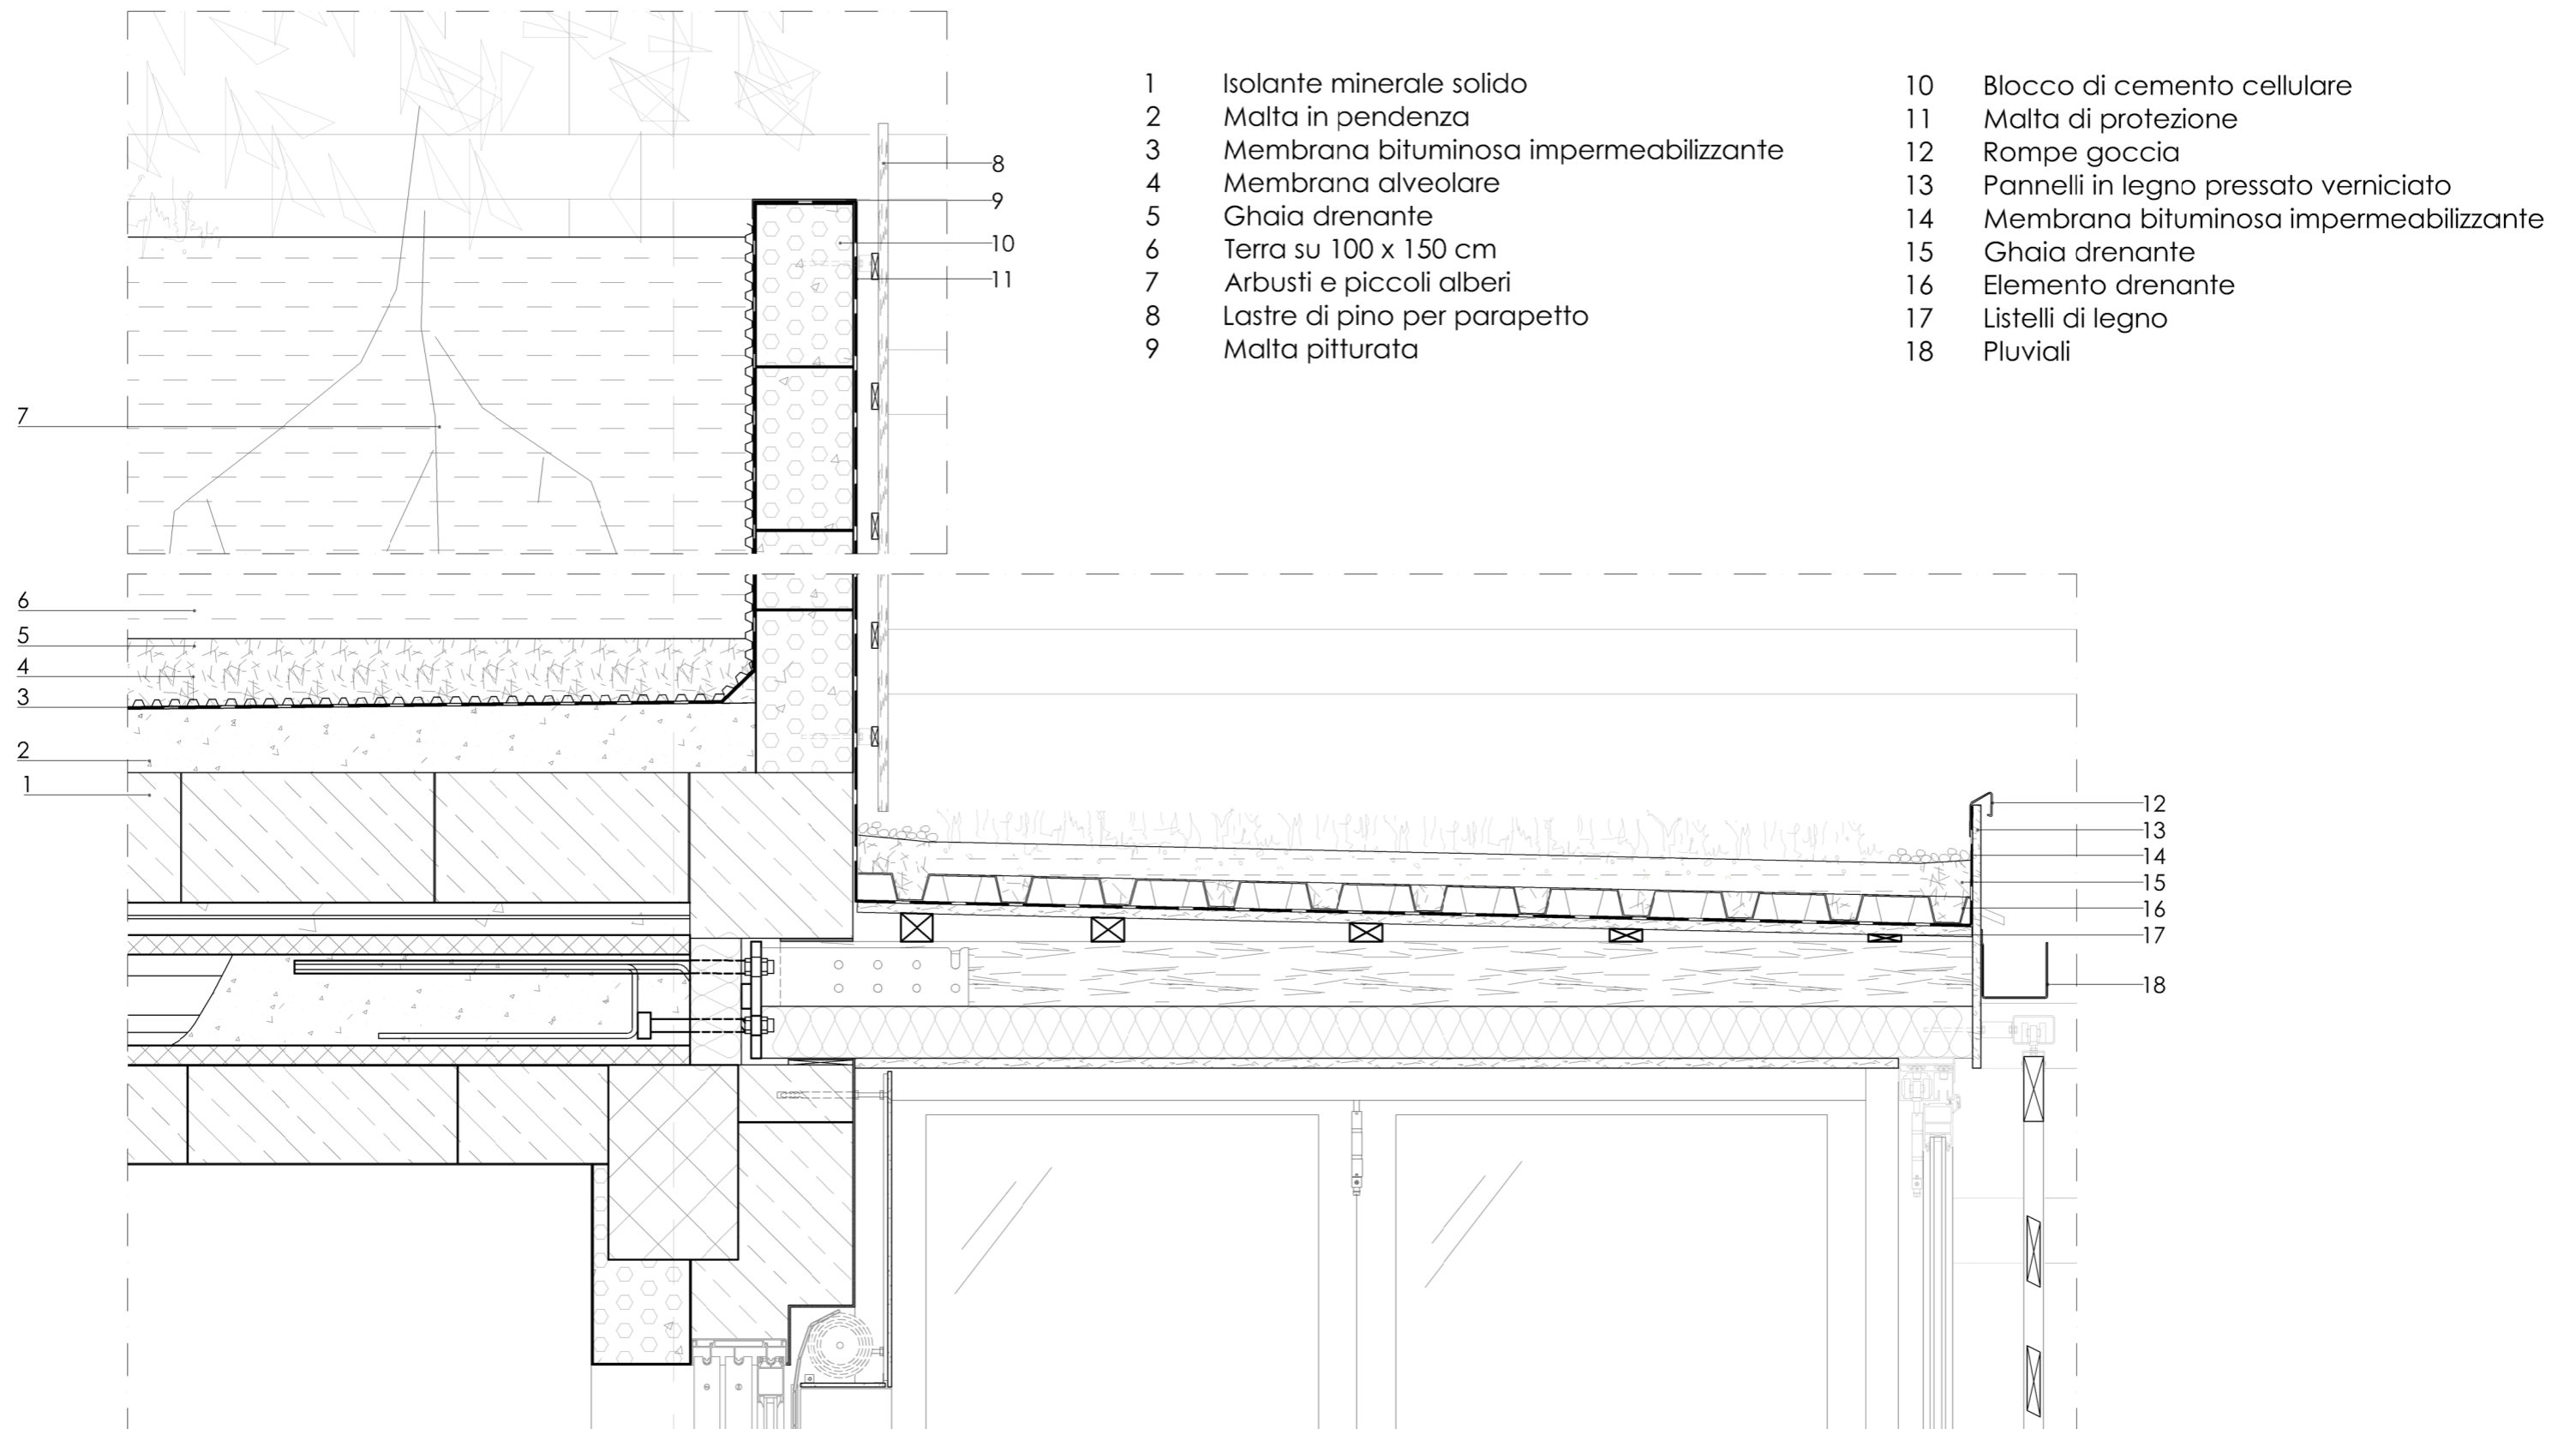 1 Isolante minerale solido
2 Malta in pendenza
3 Membrana bituminosa impermeabilizzante
4 Membrana alveolare
5 Ghaia drenante
6 Terra su 100 x 150 cm
7 Arbusti e piccoli alberi
8 Lastre di pino per parapetto
9 Malta pitturata
10 Blocco di cemento cellulare
11 Malta di protezione
12 Rompe goccia
13 Pannelli in legno pressato verniciato
14 Membrana bituminosa impermeabilizzante
15 Ghaia drenante
16 Elemento drenante
17 Listelli di legno
18 Pluviali
8
9
10
11
7
6
5
4
3
2
1
12
13
14
15
16
17
18